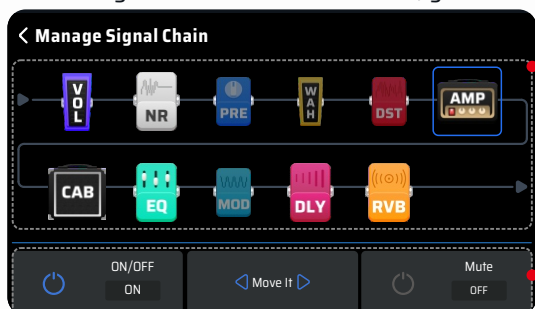 Manage Signal Chain
VOL
NR
PRE
WAH
DST
AMP
CAB
EQ
MOD
DLY
RVB
ON/OFF
ON
Move It
Mute
OFF